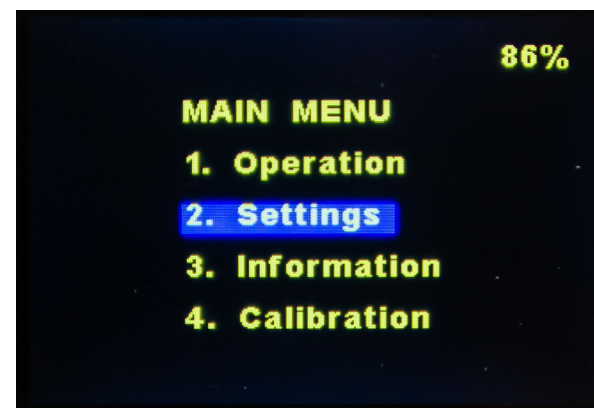 86%
MAIN MENU
1. Operation
2. Settings
3. Information
4. Calibration